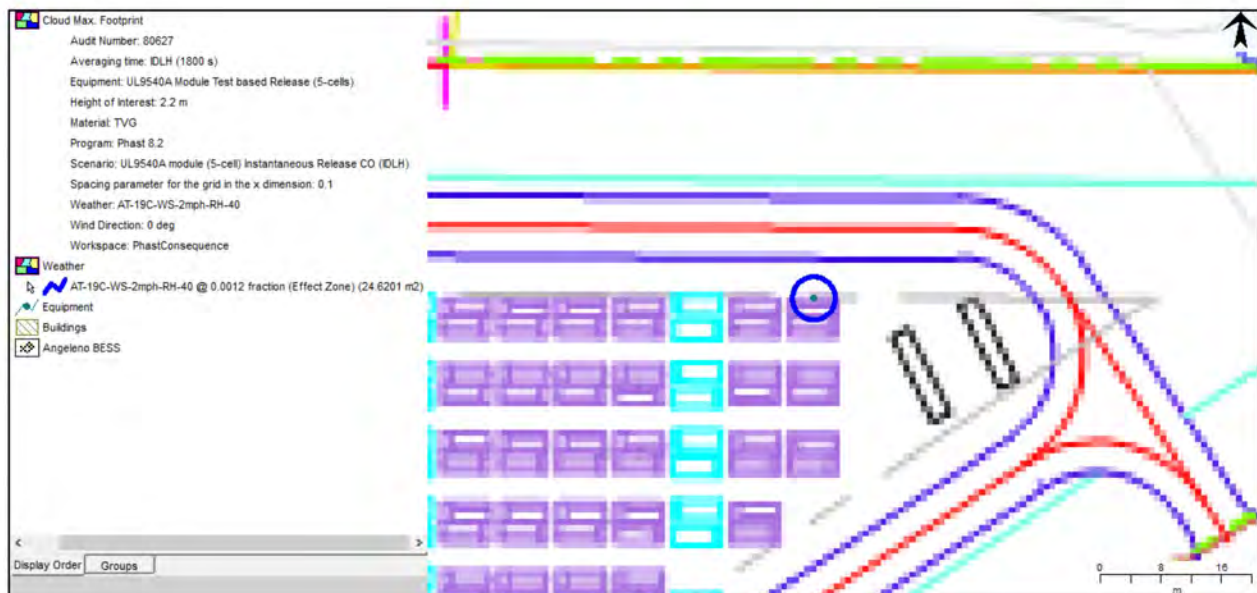 Cloud Max. Footprint
Audit Number: 80627
Averaging time: IDLH (1800 s)
Equipment: UL9540A Module Test based Release (5-cells)
Height of Interest: 2.2 m
Material: TVG
Program: Phast 8.2
Scenario: UL9540A module (5-cell) Instantaneous Release CO (IDLH)
Spacing parameter for the grid in the x dimension: 0.1
Weather: AT-19C-WS-2mph-RH-40
Wind Direction: 0 deg
Workspace: PhastConsequence
Weather
AT-19C-WS-2mph-RH-40 @ 0.0012 fraction (Effect Zone) (24.6201 m2)
Equipment
Buildings
Angeleno BESS
Display Order Groups
0 8 16
m